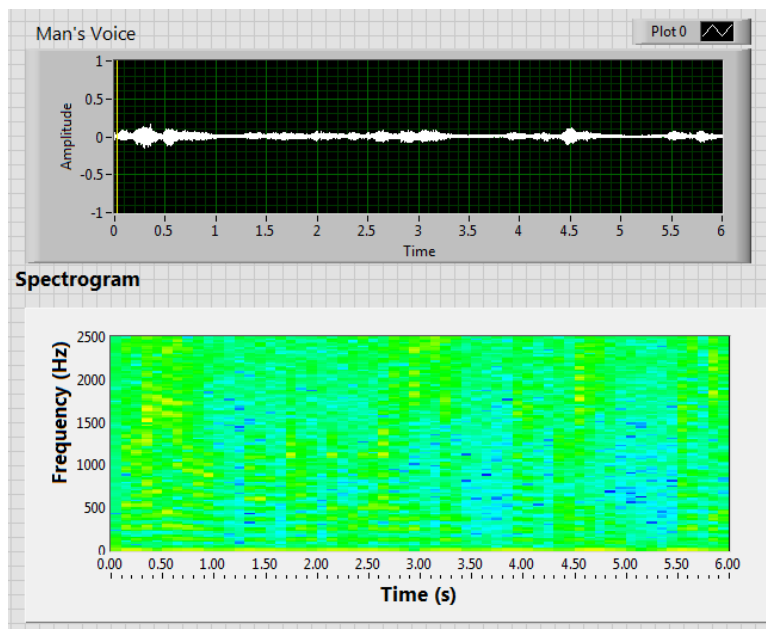 Man's Voice
Plot 0
Amplitude
1
0.5
0
-0.5
-1
0 0.5 1 1.5 2 2.5 3 3.5 4 4.5 5 5.5 6
Time
Spectrogram
Frequency (Hz)
2500
2000
1500
1000
500
0
0.00 0.50 1.00 1.50 2.00 2.50 3.00 3.50 4.00 4.50 5.00 5.50 6.00
Time (s)